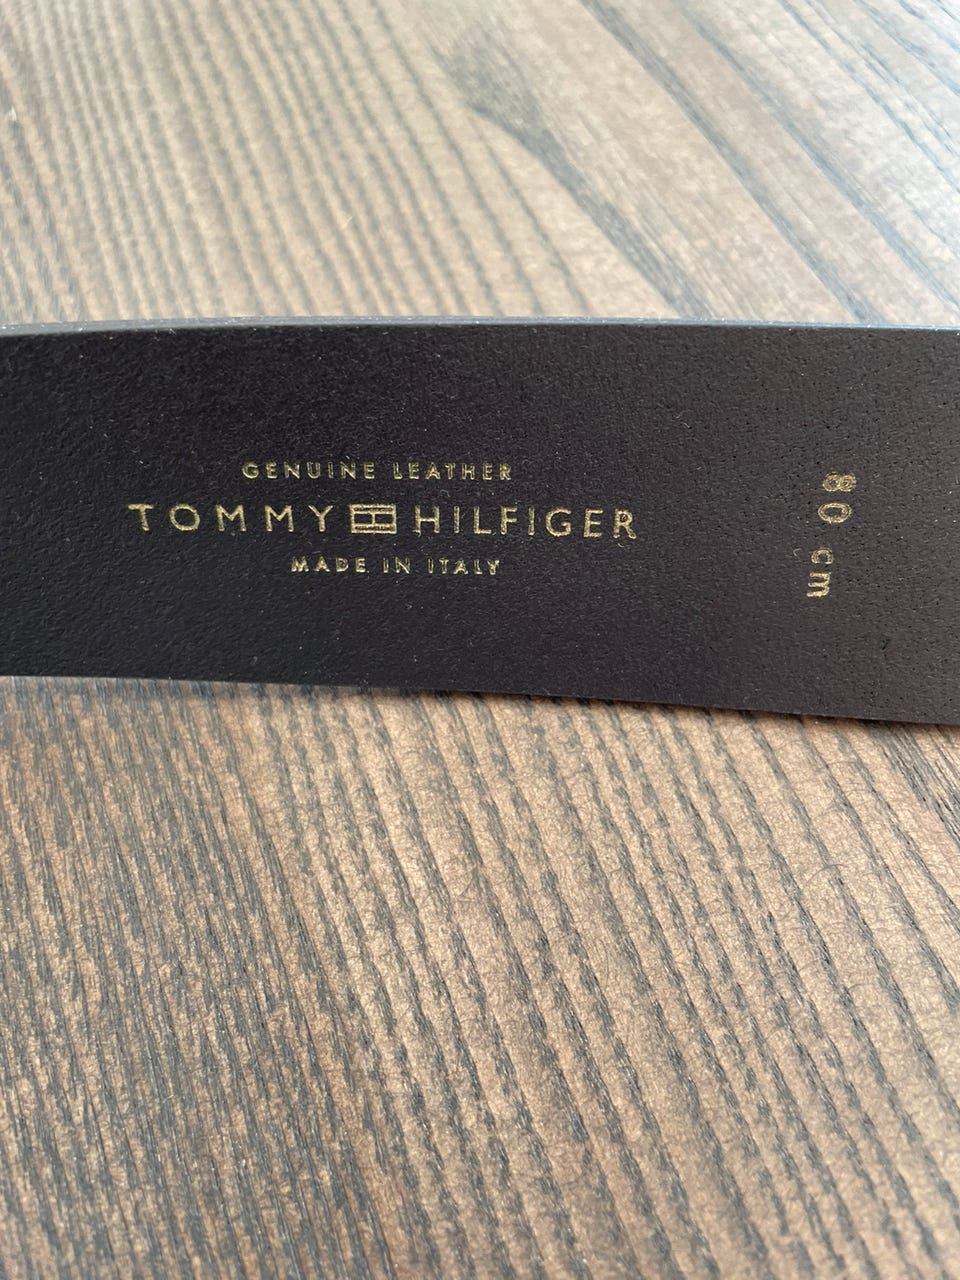 GENUINE LEATHER
TOMMY HILFIGER
MADE IN ITALY
80 cm